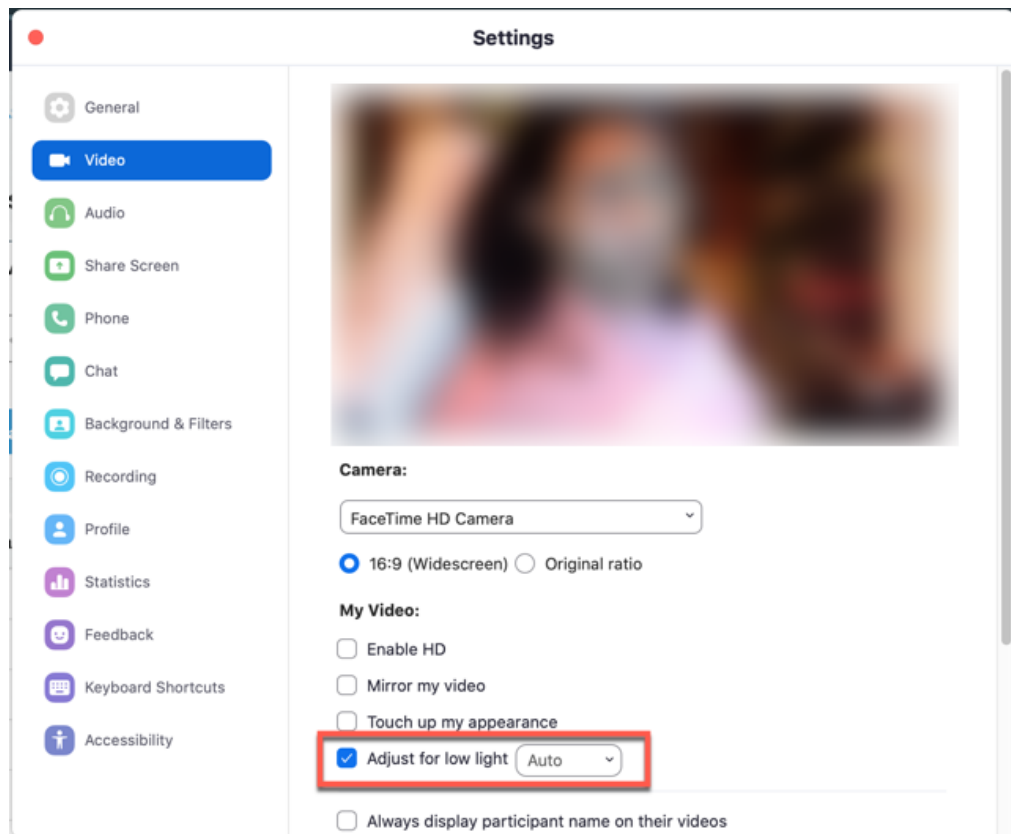 Settings
General
Video
Audio
Share Screen
Phone
Chat
Background & Filters
Recording
Profile
Statistics
Feedback
Keyboard Shortcuts
Accessibility
Camera:
FaceTime HD Camera
16:9 (Widescreen) Original ratio
My Video:
Enable HD
Mirror my video
Touch up my appearance
Adjust for low light Auto
Always display participant name on their videos